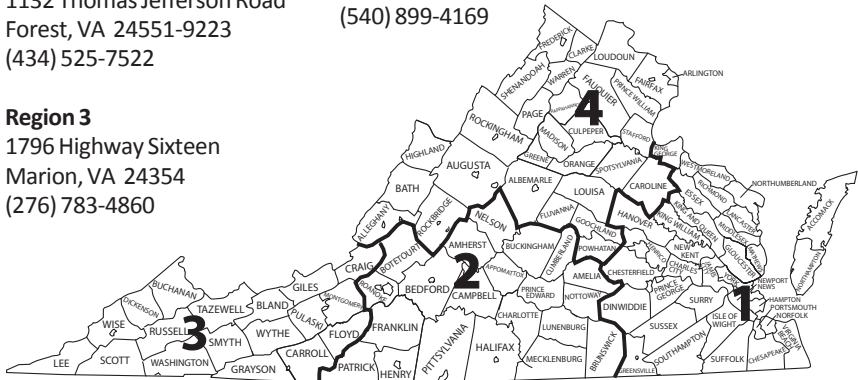 1132 Thomas Jefferson Road
Forest, VA 24551-9223
(434) 525-7522
(540) 899-4169
Region 3
1796 Highway Sixteen
Marion, VA 24354
(276) 783-4860
FREDERICK
CLARKE
LOUDOUN
SHENANDOAH
WARREN
FAUQUIER
FAIRFAX
ARLINGTON
PRINCE WILLIAM
PAGE
RAPPAHANNOCK
4
CULPEPER
STAFFORD
ROCKINGHAM
MADISON
KING GEORGE
HIGHLAND
AUGUSTA
GREENE
ORANGE
SPOTSYLVANIA
WESTMORELAND
CAROLINE
RICHMOND
NORTHUMBERLAND
BATH
ALBEMARLE
LOUISA
ESSEX
ACCOMACK
ALLEGHANY
ROCKBRIDGE
NELSON
FLUVANNA
GOOCHLAND
HANOVER
KING WILLIAM
KING AND QUEEN
LANCASTER
MIDDLESEX
AMHERST
BUCKINGHAM
CUMBERLAND
POWHATAN
HENRICO
NEW KENT
GLOUCESTER
NORTHAMPTON
CRAIG
BOTETOURT
2
APPOMATTOX
AMELIA
CHESTERFIELD
CHARLES CITY
YORK
NEWPORT NEWS
BUCHANAN
GILES
ROANOKE
BEDFORD
CAMPBELL
PRINCE EDWARD
NOTTOWAY
PRINCE GEORGE
SURRY
1
HAMPTON
DICKENSON
TAZEWELL
BLAND
MONTGOMERY
DINWIDDIE
ISLE OF WIGHT
PORTSMOUTH
NORFOLK
WISE
RUSSELL
3
SMYTH
WYTHE
PULASKI
FLOYD
FRANKLIN
PITTSYLVANIA
CHARLOTTE
LUNENBURG
SUSSEX
VIRGINIA BEACH
LEE
SCOTT
WASHINGTON
GRAYSON
CARROLL
PATRICK
HENRY
HALIFAX
MECKLENBURG
BRUNSWICK
GREENSVILLE
SOUTHAMPTON
SUFFOLK
CHESAPEAKE